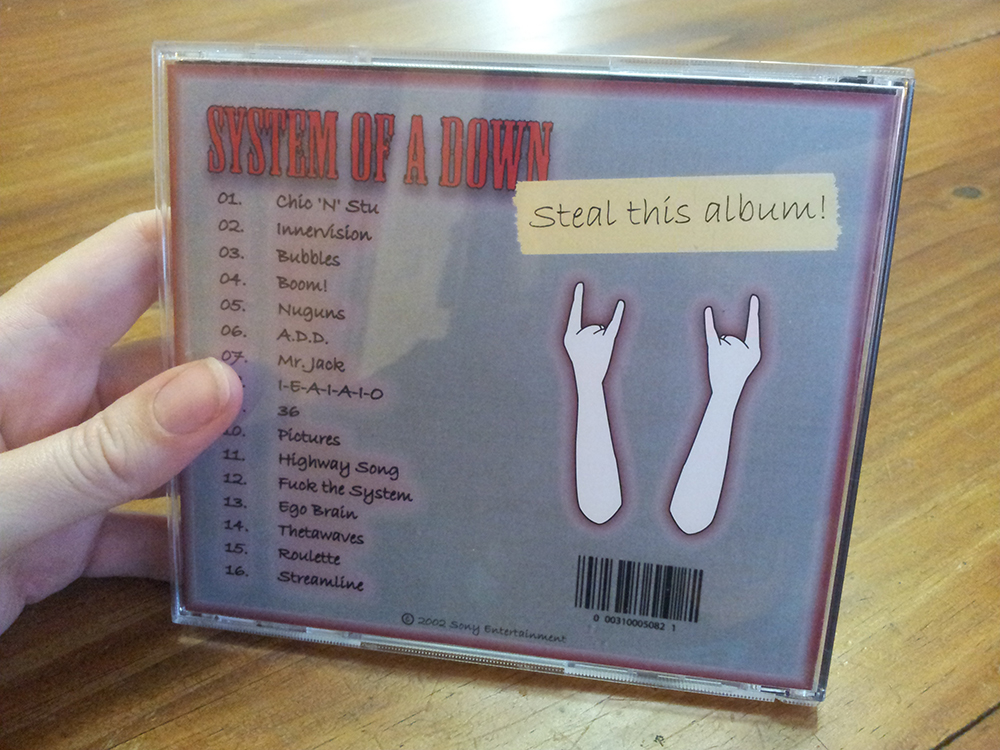 SYSTEM OF A DOWN
Steal this album!
01. Chic 'N' Stu
02. Innervision
03. Bubbles
04. Boom!
05. Nuguns
06. A.D.D.
07. Mr. Jack
I-E-A-I-A-I-O
36
10. Pictures
11. Highway Song
12. Fuck the System
13. Ego Brain
14. Thetawaves
15. Roulette
16. Streamline
© 2002 Sony Entertainment
0 00310005082 1